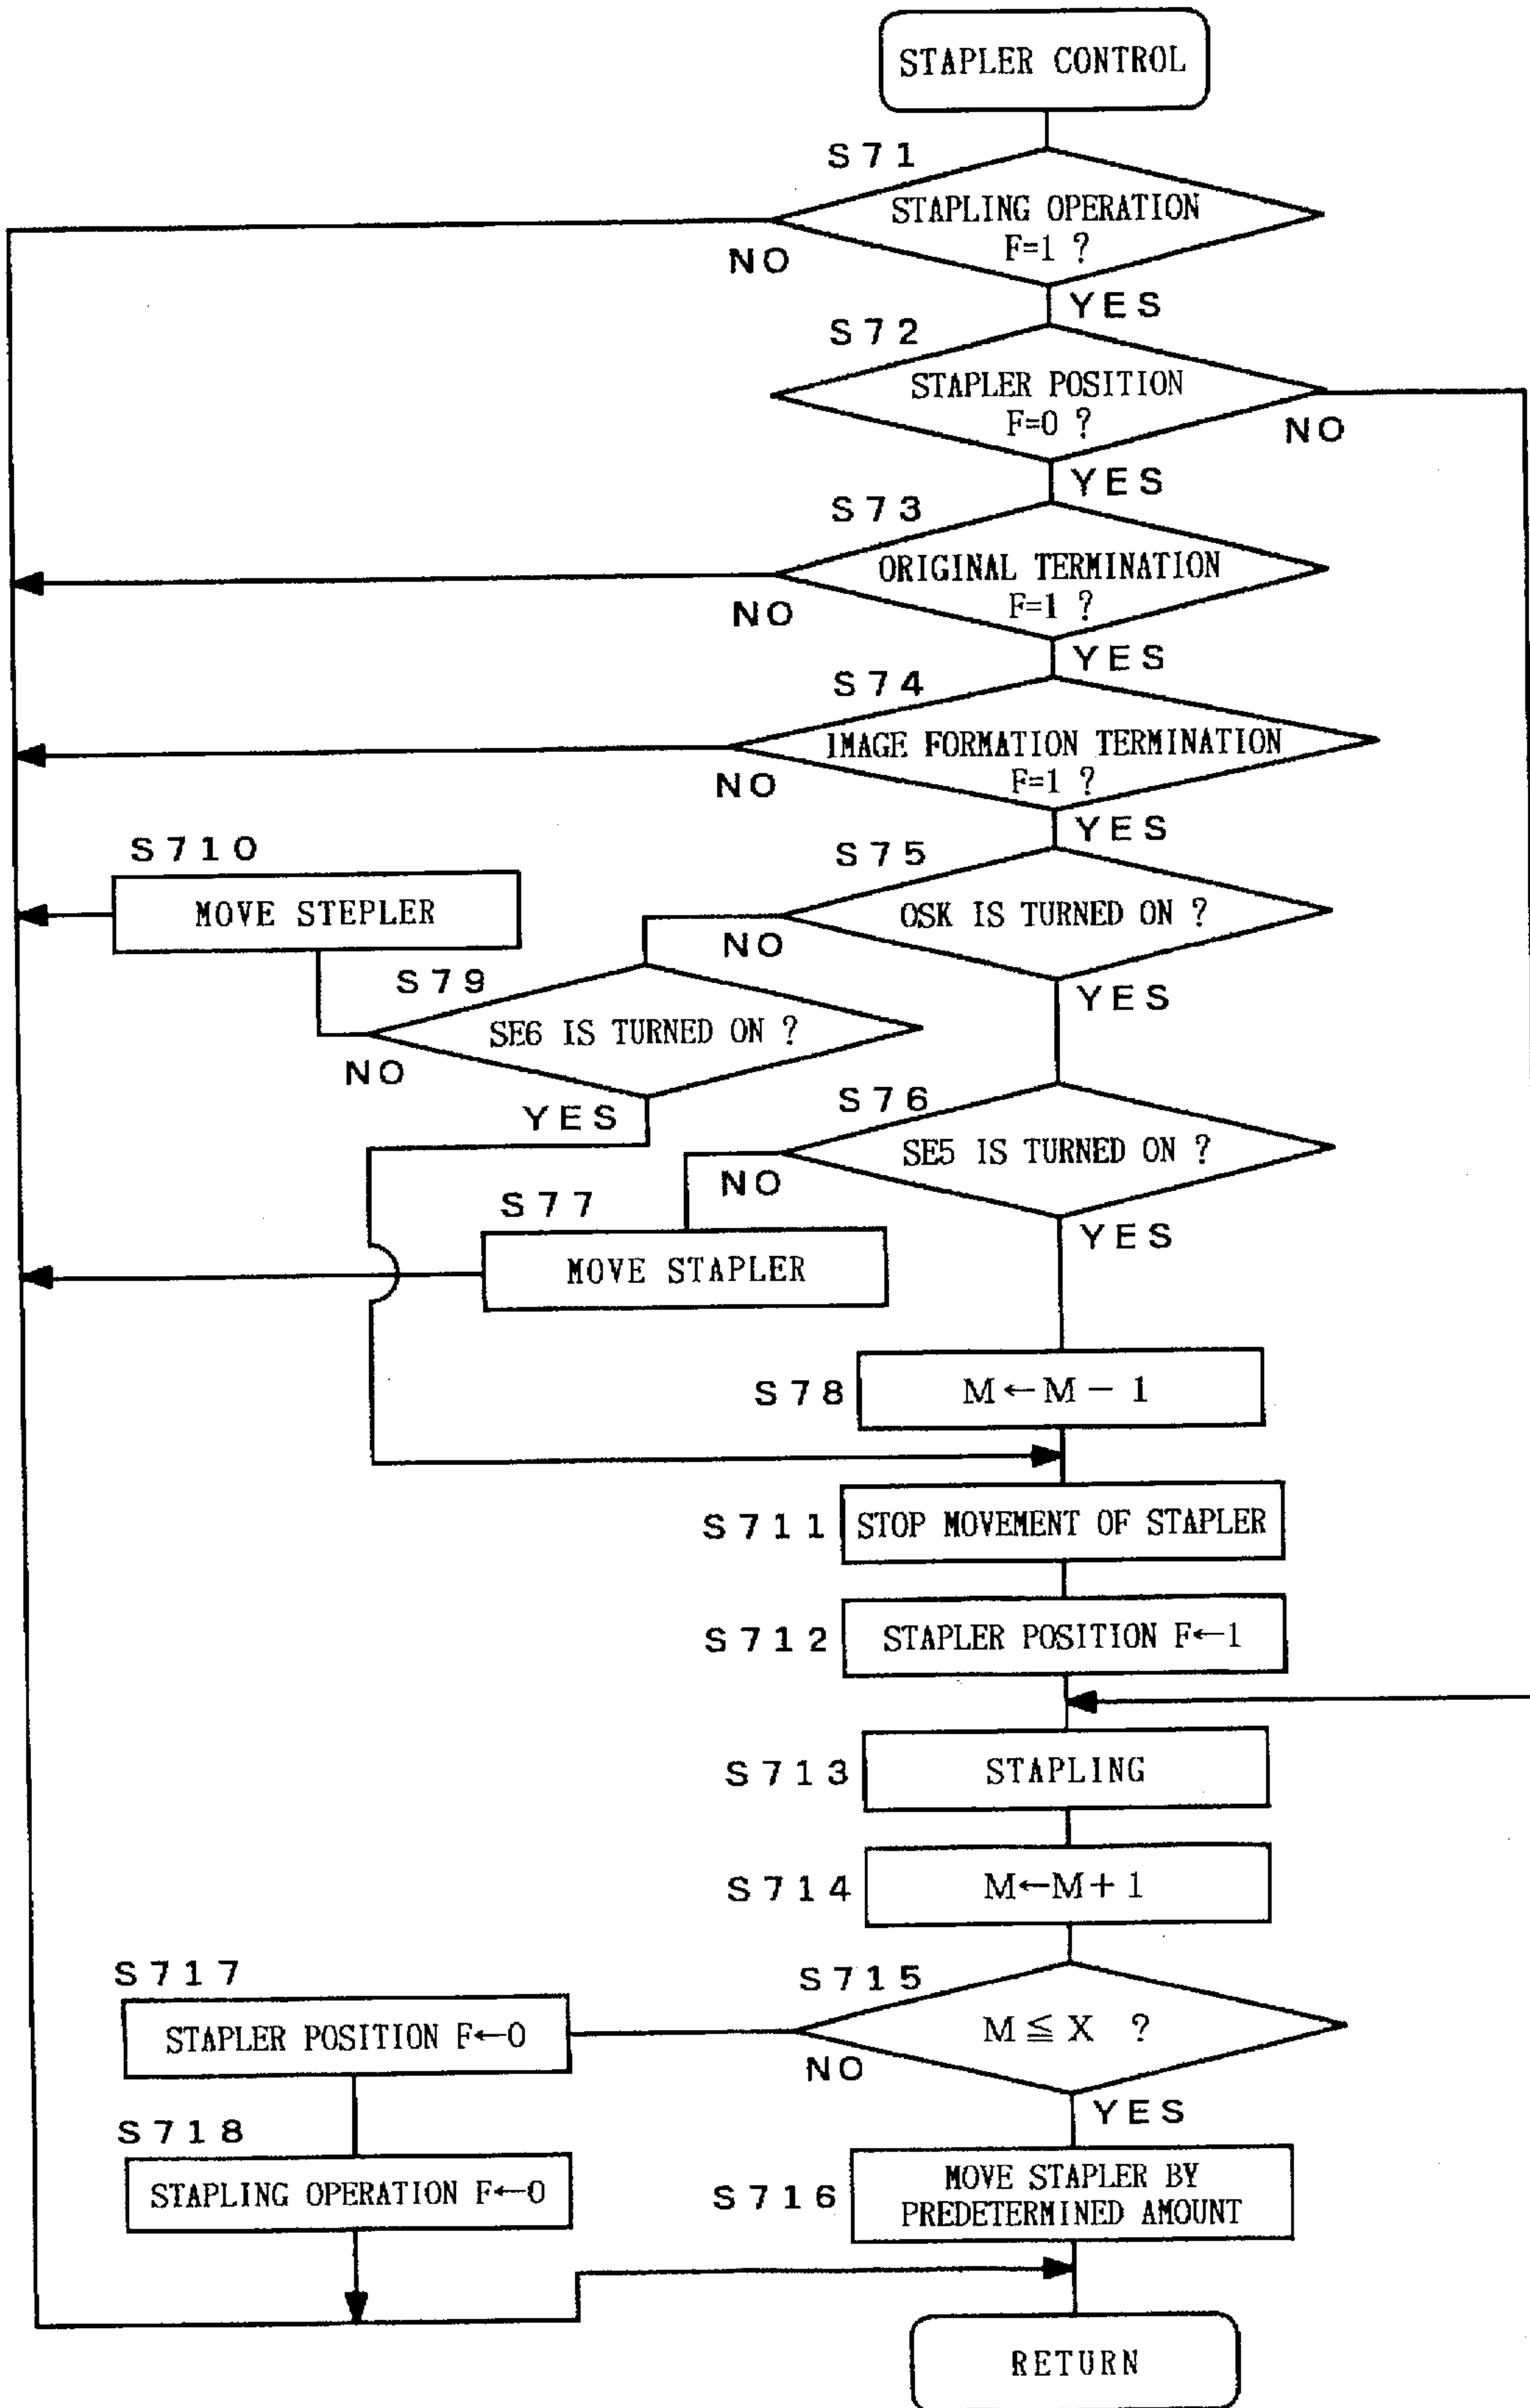 STAPLER CONTROL
S71
STAPLING OPERATION
F=1 ?
NO
YES
S72
STAPLER POSITION
F=0 ?
NO
YES
S73
ORIGINAL TERMINATION
F=1 ?
NO
YES
S74
IMAGE FORMATION TERMINATION
F=1 ?
NO
YES
S710
MOVE STEPLER
S75
OSK IS TURNED ON ?
NO
YES
S79
SE6 IS TURNED ON ?
NO
YES
S76
SE5 IS TURNED ON ?
NO
YES
S77
MOVE STAPLER
S78
M←M-1
S711
STOP MOVEMENT OF STAPLER
S712
STAPLER POSITION F←1
S713
STAPLING
S714
M←M+1
S715
M≦X ?
NO
YES
S717
STAPLER POSITION F←0
S718
STAPLING OPERATION F←0
S716
MOVE STAPLER BY
PREDETERMINED AMOUNT
RETURN